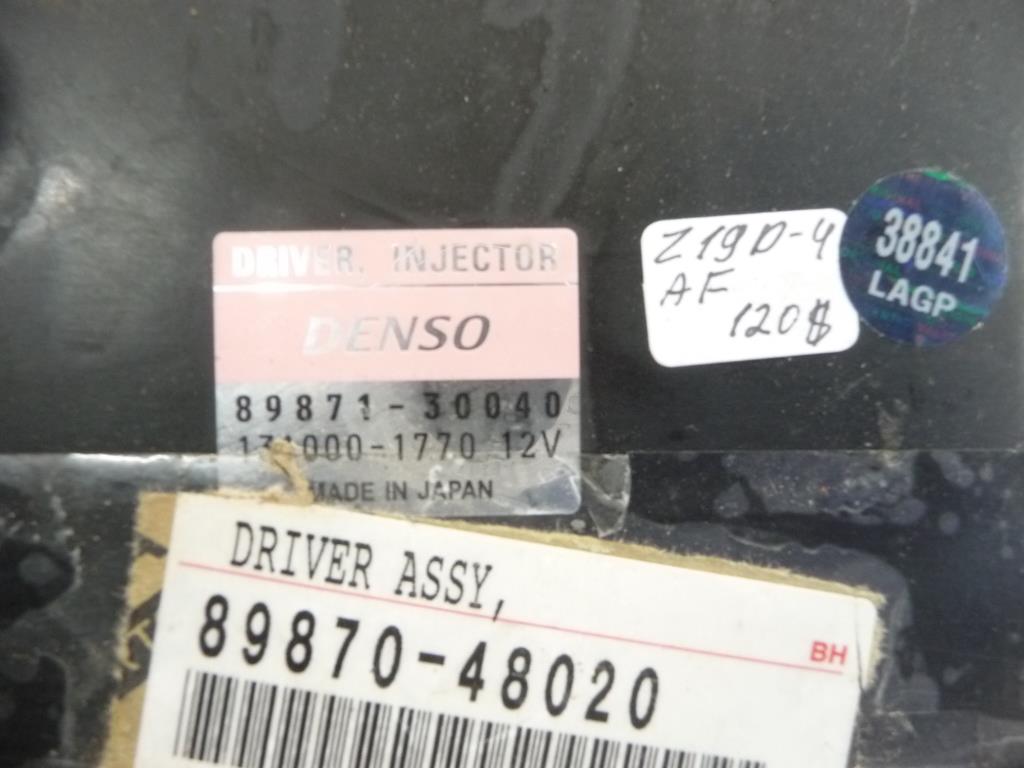 DRIVER, INJECTOR
DENSO
89871-30040
131000-1770 12V
MADE IN JAPAN
Z19D-4
AF
120$
38841
LAGP
DRIVER ASSY,
BH
89870-48020